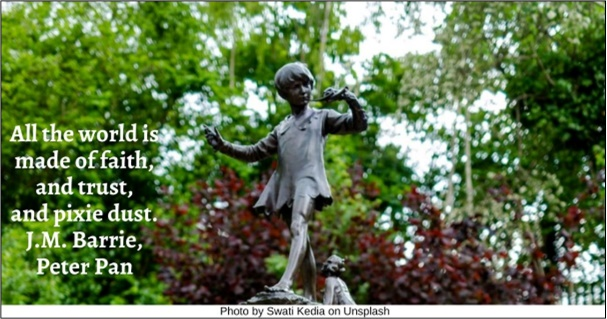 All the world is
made of faith,
and trust,
and pixie dust.
J.M. Barrie,
Peter Pan
Photo by Swati Kedia on Unsplash